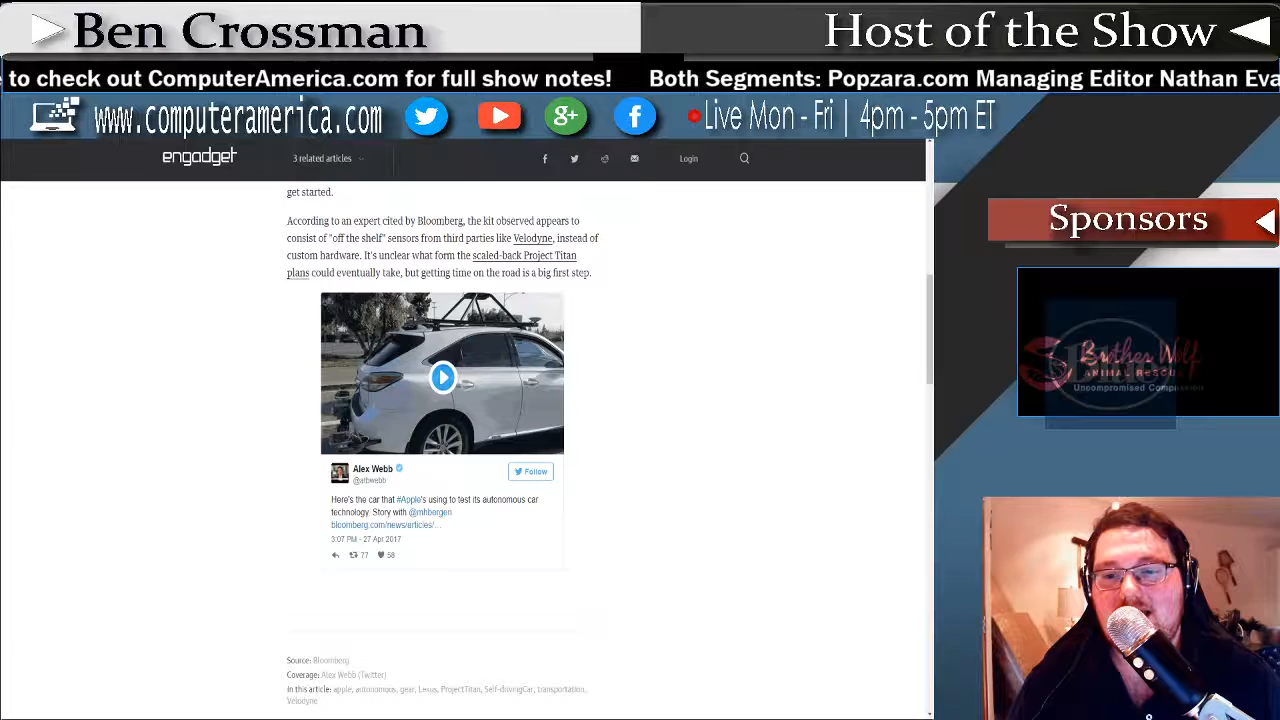 Ben Crossman
Host of the Show
to check out ComputerAmerica.com for full show notes! Both Segments: Popzara.com Managing Editor Nathan Eva
www.computeramerica.com
Live Mon - Fri | 4pm - 5pm ET
engadget
3 related articles
Login
get started.
According to an expert cited by Bloomberg, the kit observed appears to
consist of "off the shelf" sensors from third parties like Velodyne, instead of
custom hardware. It's unclear what form the scaled-back Project Titan
plans could eventually take, but getting time on the road is a big first step.
Sponsors
Brother Wolf
ANIMAL RESCU
Uncompromised Compassion
Alex Webb
@atbwebb
Follow
Here's the car that #Apple's using to test its autonomous car
technology. Story with @mhbergen
bloomberg.com/news/articles/…
3:07 PM - 27 Apr 2017
77 58
Source: Bloomberg
Coverage: Alex Webb (Twitter)
In this article: apple, autonomous, gear, Lexus, ProjectTitan, Self-drivingCar, transportation,
Velodyne